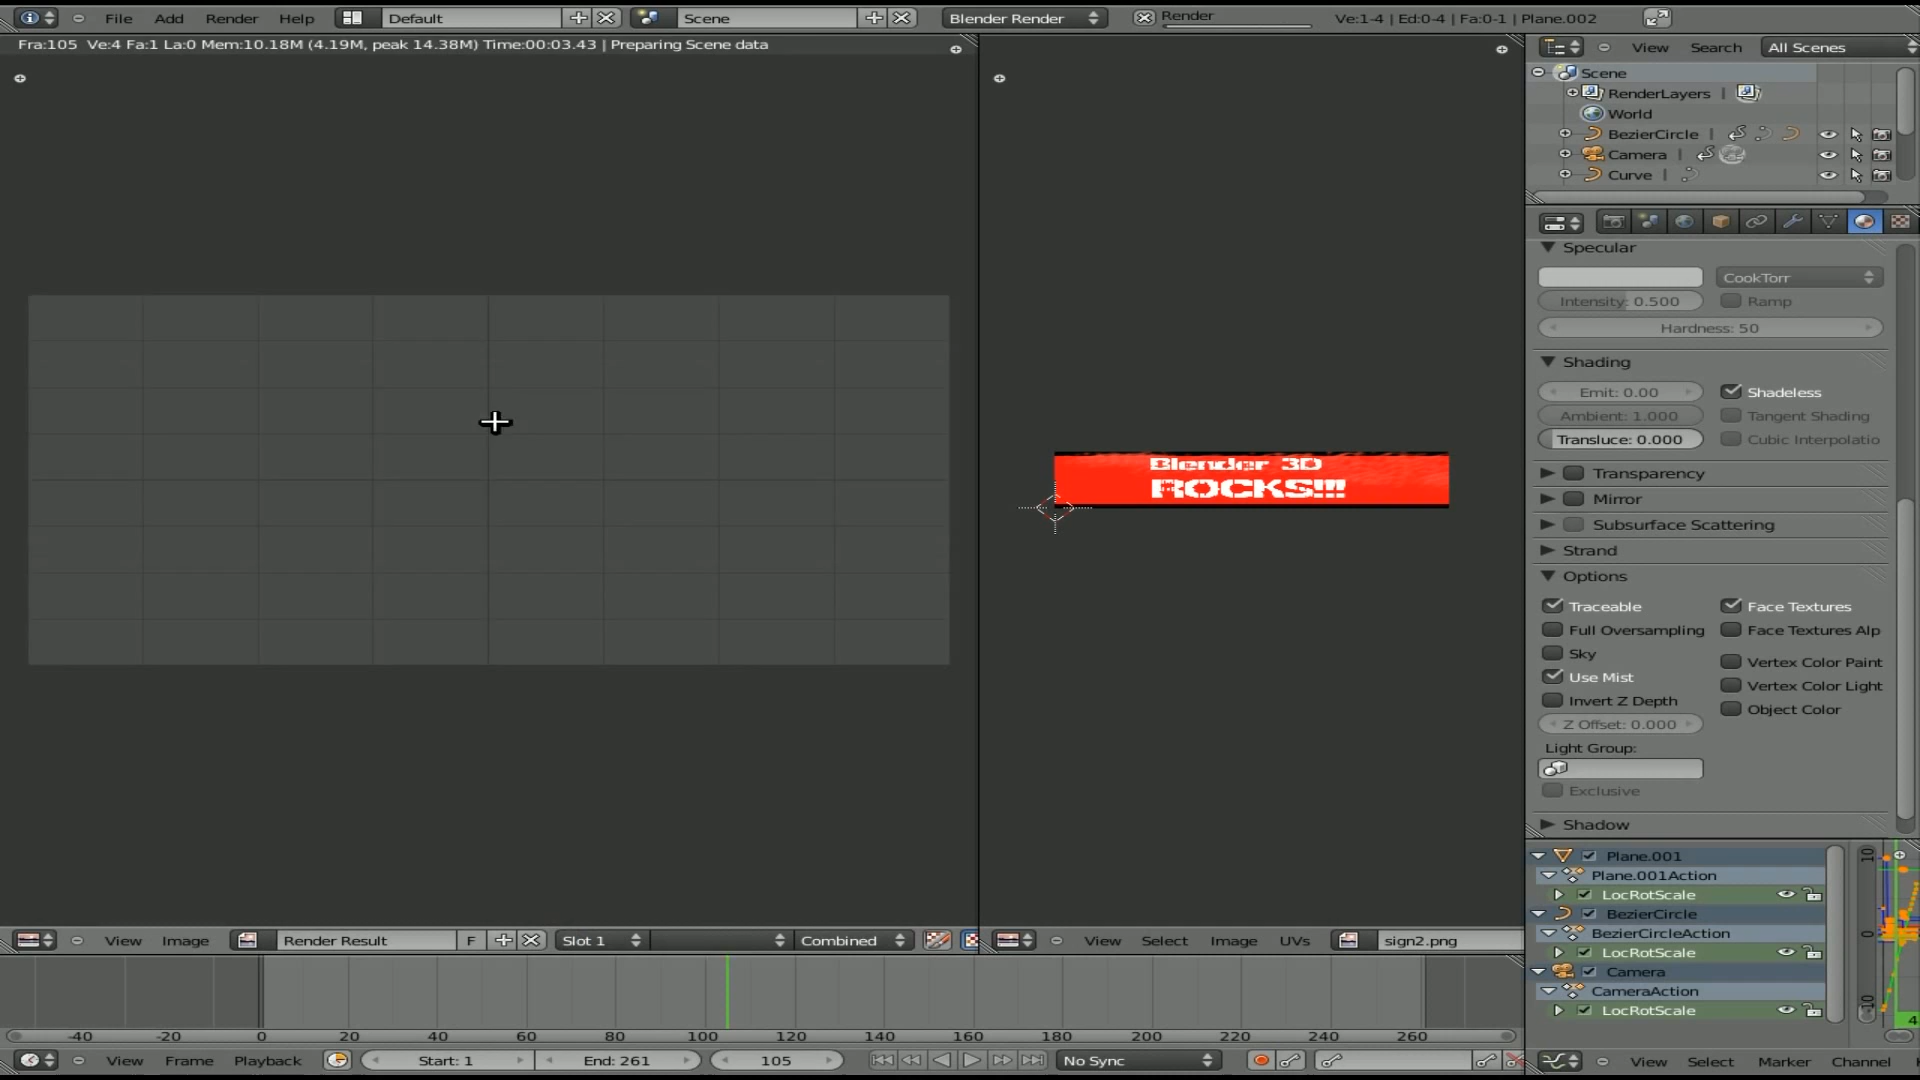 File Add Render Help Default Scene Blender Render Render Ve:1-4 | Ed:0-4 | Fa:0-1 | Plane.002
Fra:105 Ve:4 Fa:1 La:0 Mem:10.18M (4.19M, peak 14.38M) Time:00:03.43 | Preparing Scene data
View Search All Scenes
Scene
RenderLayers |
World
BezierCircle |
Camera |
Curve |
Specular
CookTorr
Intensity: 0.500 Ramp
Hardness: 50
Shading
Emit: 0.00 Shadeless
Ambient: 1.000 Tangent Shading
Transluce: 0.000 Cubic Interpolatio
Transparency
Mirror
Subsurface Scattering
Strand
Options
Traceable Face Textures
Full Oversampling Face Textures Alp
Sky
Vertex Color Paint
Use Mist
Vertex Color Light
Invert Z Depth
Object Color
Z Offset: 0.000
Light Group:
Exclusive
Shadow
Blender 3D
ROCKS!!!
Plane.001
Plane.001Action
LocRotScale
BezierCircle
BezierCircleAction
LocRotScale
Camera
CameraAction
LocRotScale
10
0
-10
4
View Image Render Result F Slot 1 Combined
View Select Image UVs sign2.png
-40 -20 0 20 40 60 80 100 120 140 160 180 200 220 240 260
View Frame Playback Start: 1 End: 261 105 No Sync
View Select Marker Channel